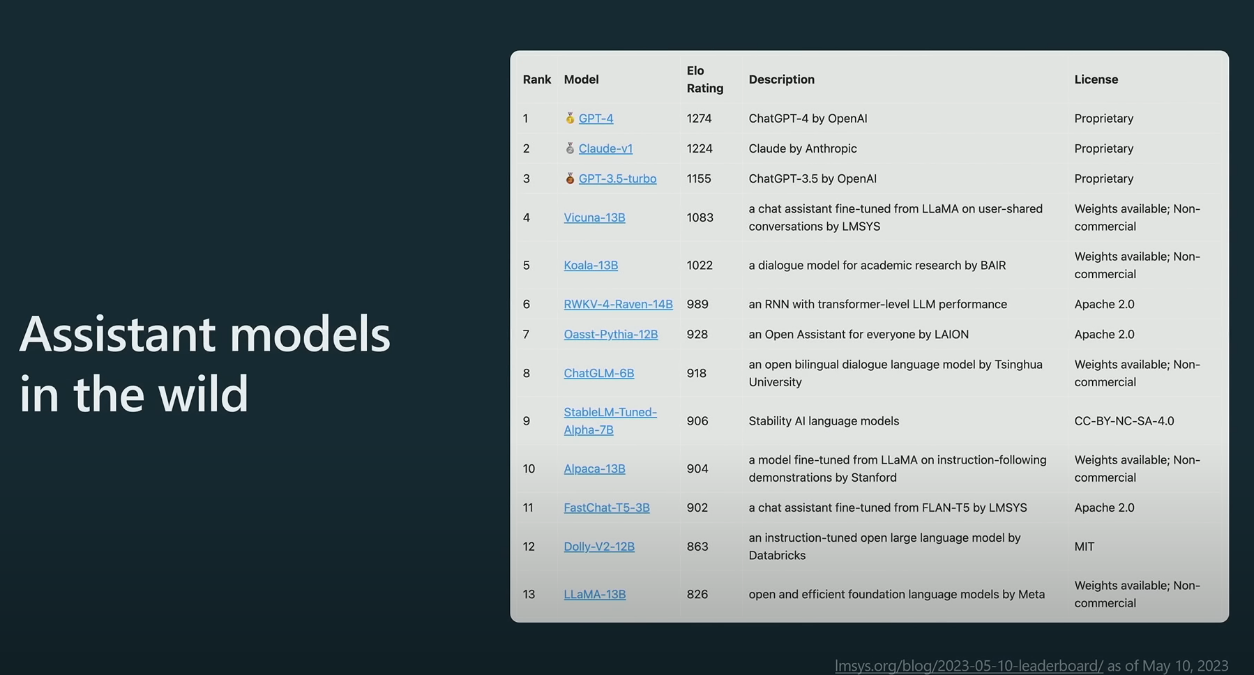 Assistant models
in the wild
Rank Model Elo Rating Description License
1 🥇 GPT-4 1274 ChatGPT-4 by OpenAI Proprietary
2 🥈 Claude-v1 1224 Claude by Anthropic Proprietary
3 🥉 GPT-3.5-turbo 1155 ChatGPT-3.5 by OpenAI Proprietary
4 Vicuna-13B 1083 a chat assistant fine-tuned from LLaMA on user-shared conversations by LMSYS Weights available; Non-commercial
5 Koala-13B 1022 a dialogue model for academic research by BAIR Weights available; Non-commercial
6 RWKV-4-Raven-14B 989 an RNN with transformer-level LLM performance Apache 2.0
7 Oasst-Pythia-12B 928 an Open Assistant for everyone by LAION Apache 2.0
8 ChatGLM-6B 918 an open bilingual dialogue language model by Tsinghua University Weights available; Non-commercial
9 StableLM-Tuned-Alpha-7B 906 Stability AI language models CC-BY-NC-SA-4.0
10 Alpaca-13B 904 a model fine-tuned from LLaMA on instruction-following demonstrations by Stanford Weights available; Non-commercial
11 FastChat-T5-3B 902 a chat assistant fine-tuned from FLAN-T5 by LMSYS Apache 2.0
12 Dolly-V2-12B 863 an instruction-tuned open large language model by Databricks MIT
13 LLaMA-13B 826 open and efficient foundation language models by Meta Weights available; Non-commercial
lmsys.org/blog/2023-05-10-leaderboard/ as of May 10, 2023